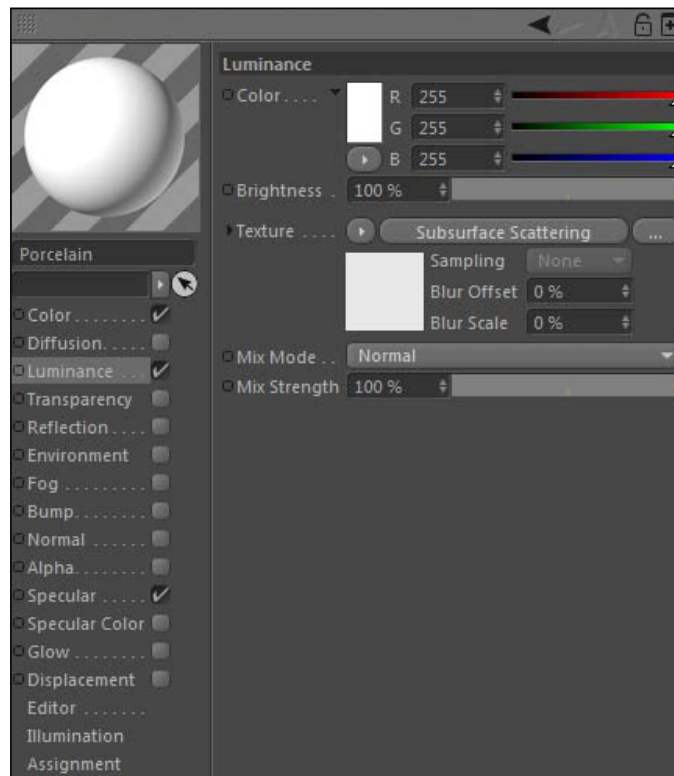 Luminance
Color . . . . R 255
G 255
B 255
Brightness . 100 %
Texture . . . . Subsurface Scattering ...
Sampling None
Blur Offset 0 %
Blur Scale 0 %
Mix Mode . . Normal
Mix Strength 100 %
Porcelain
Color . . . . . . . .
Diffusion . . . . .
Luminance . . .
Transparency
Reflection . . . .
Environment
Fog . . . . . . . . .
Bump . . . . . . . .
Normal . . . . . .
Alpha . . . . . . . .
Specular . . . . .
Specular Color
Glow . . . . . . . .
Displacement
Editor . . . . . . .
Illumination
Assignment